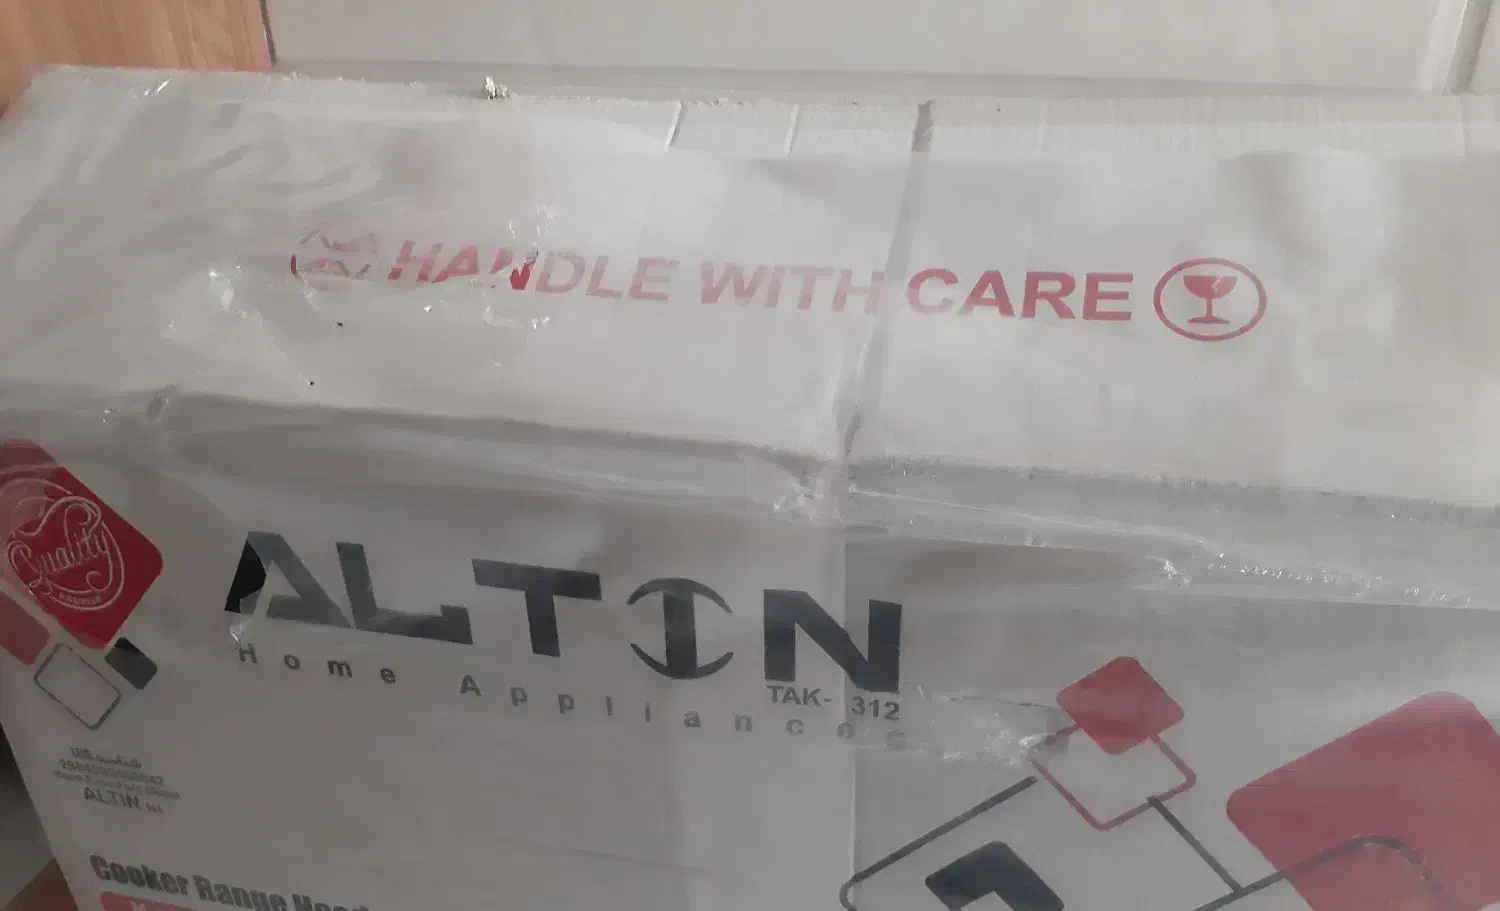 HANDLE WITH CARE
Quality
ALTIN
Home Appliances
TAK- 312
ALTIN
Cooker Range Hood